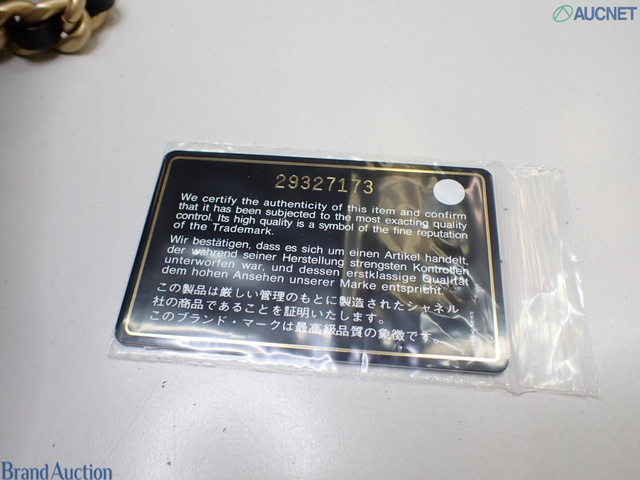 AUCNET
29327173
We certify the authenticity of this item and confirm
that it has been subjected to the most exacting quality
control. Its high quality is a symbol of the fine reputation
of the Trademark.
Wir bestätigen, dass es sich um einen Artikel handelt,
der während seiner Herstellung strengsten Kontrollen
unterworfen war, und dessen erstklassige Qualität
dem hohen Ansehen unserer Marke entspricht.
この製品は厳しい管理のもとに製造されたシャネル
社の商品であることを証明いたします。
このブランド・マークは最高級品質の象徴です。
Brand Auction